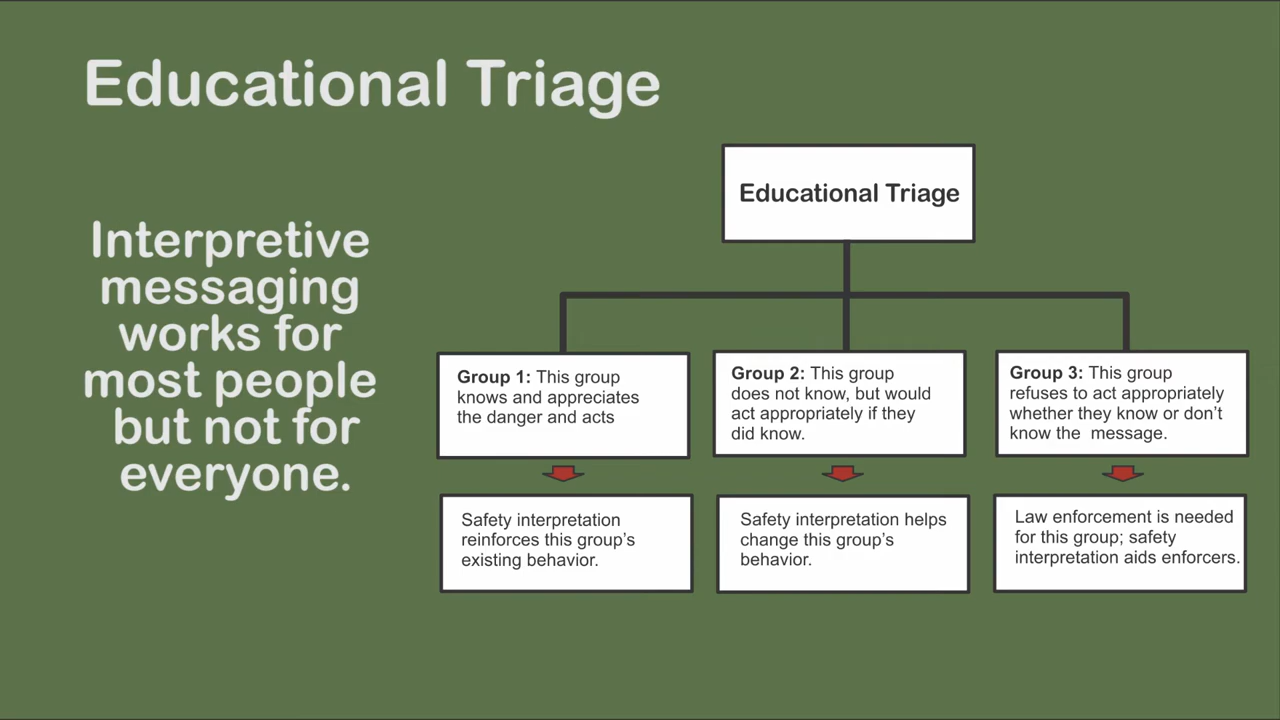 Educational Triage
Interpretive
messaging
works for
most people
but not for
everyone.
Educational Triage
Group 1: This group
knows and appreciates
the danger and acts
Group 2: This group
does not know, but would
act appropriately if they
did know.
Group 3: This group
refuses to act appropriately
whether they know or don't
know the  message.
Safety interpretation
reinforces this group's
existing behavior.
Safety interpretation helps
change this group's
behavior.
Law enforcement is needed
for this group; safety
interpretation aids enforcers.